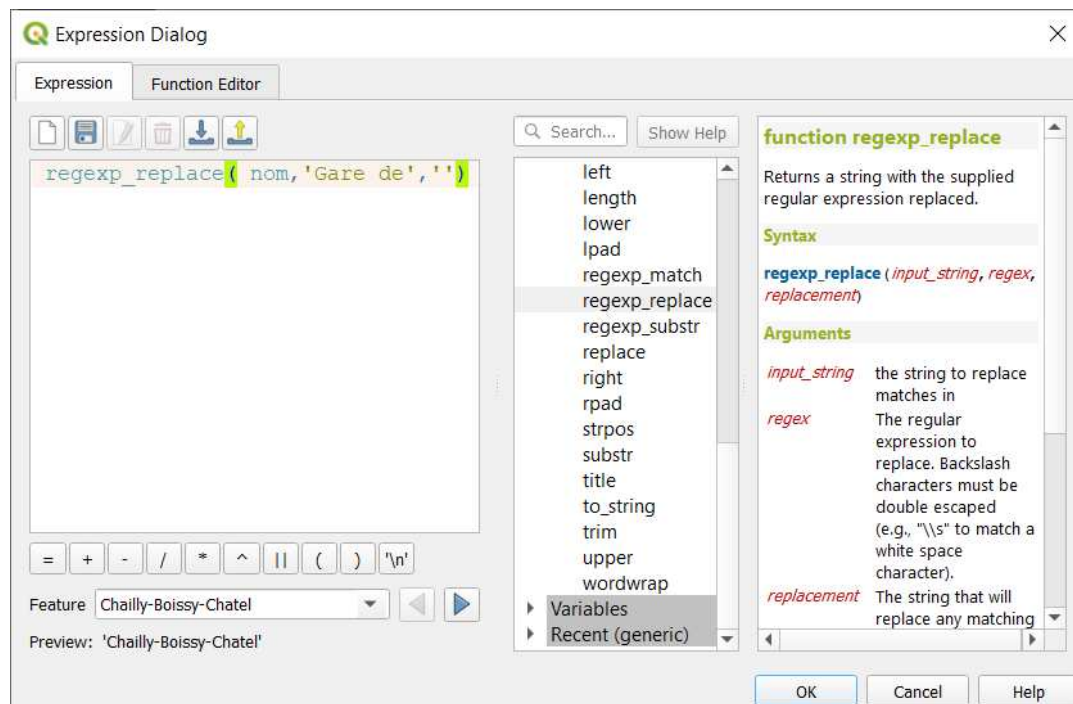 Expression Dialog
Expression
Function Editor
regexp_replace( nom,'Gare de','')
= + - / * ^ || ( ) '\n'
Feature Chailly-Boissy-Chatel
Preview: 'Chailly-Boissy-Chatel'
Search... Show Help
left
length
lower
lpad
regexp_match
regexp_replace
regexp_substr
replace
right
rpad
strpos
substr
title
to_string
trim
upper
wordwrap
Variables
Recent (generic)
function regexp_replace
Returns a string with the supplied
regular expression replaced.
Syntax
regexp_replace (input_string, regex,
replacement)
Arguments
input_string the string to replace
matches in
regex The regular
expression to
replace. Backslash
characters must be
double escaped
(e.g., "\\s" to match a
white space
character).
replacement The string that will
replace any matching
OK Cancel Help